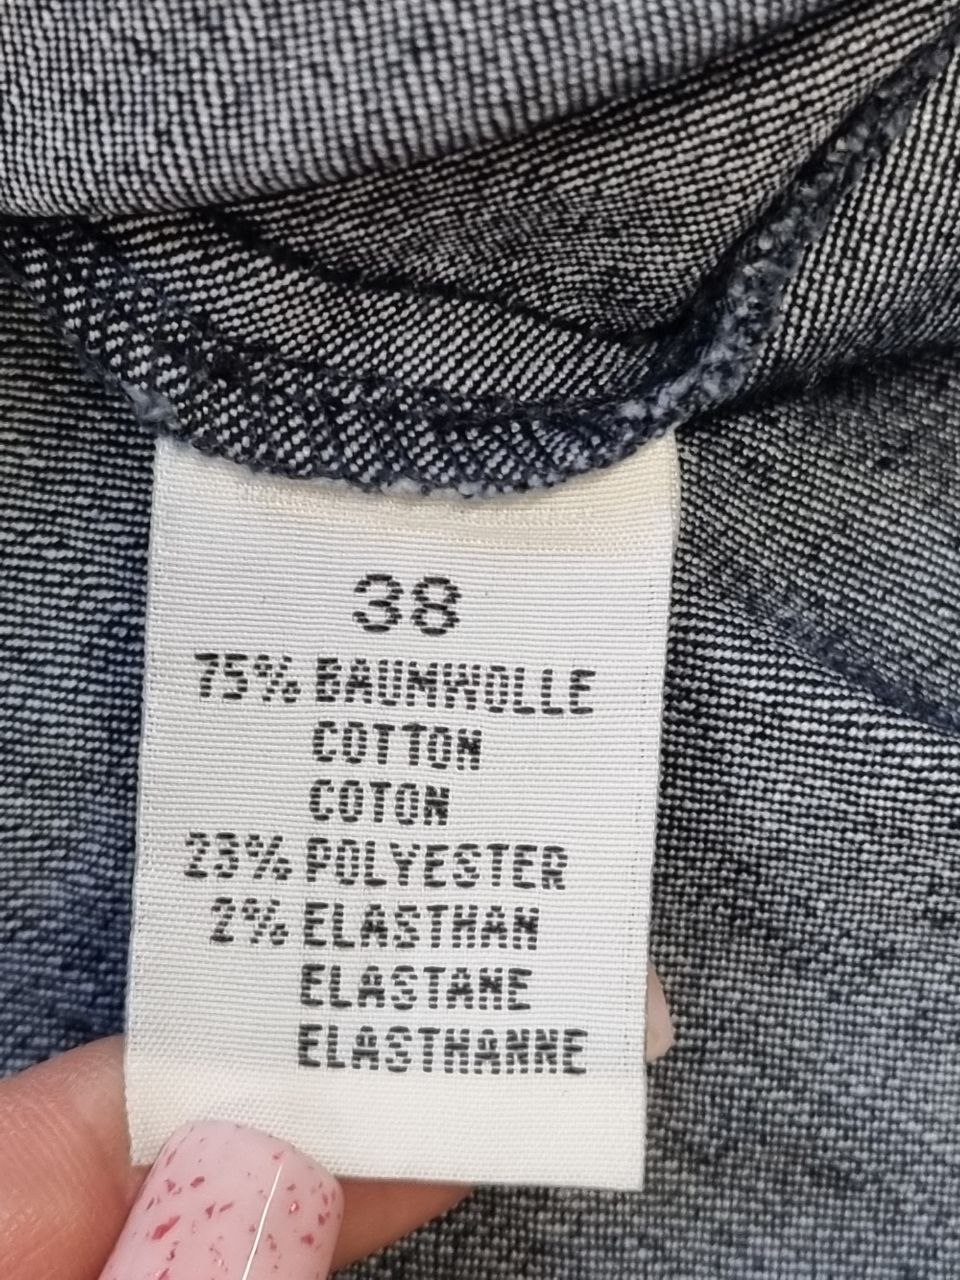 38
75% BAUMWOLLE
COTTON
COTON
23% POLYESTER
2% ELASTHAN
ELASTANE
ELASTHANNE